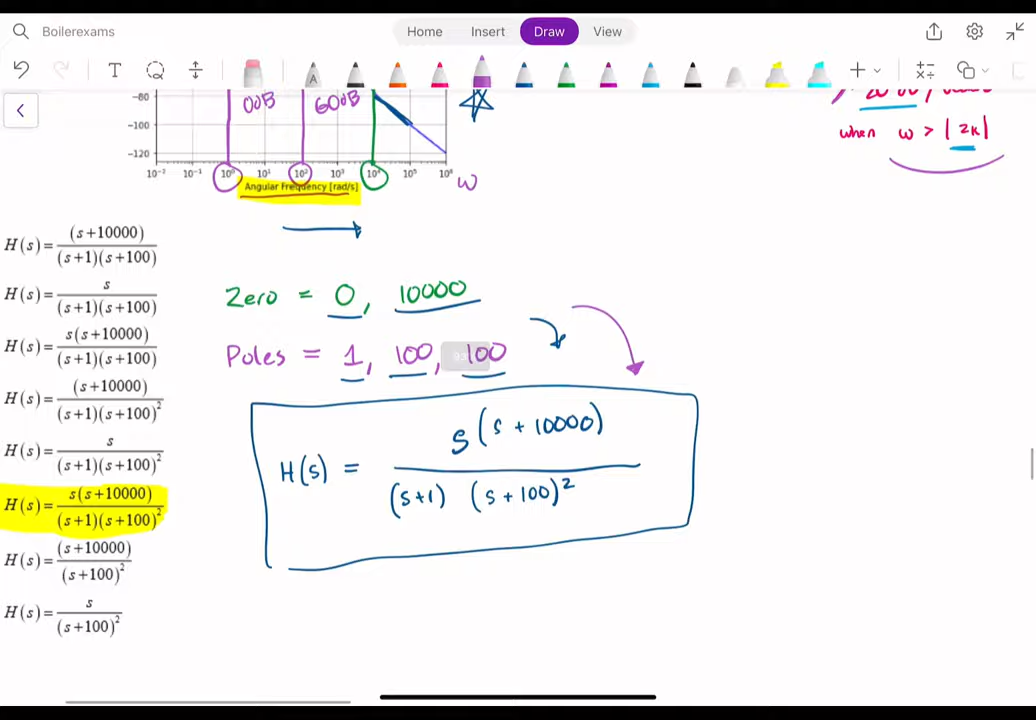 Boilerexams
Home Insert Draw View
T
A
-80
-100
-120
00B 600B
when ω > |zk|
10⁻² 10⁻¹ 10⁰ 10¹ 10² 10³ 10⁴ 10⁵ 10⁶ ω
Angular Frequency [rad/s]
H(s)=(s+10000)/((s+1)(s+100))
H(s)=s/((s+1)(s+100))
H(s)=s(s+10000)/((s+1)(s+100))
H(s)=(s+10000)/((s+1)(s+100)²)
H(s)=s/((s+1)(s+100)²)
H(s)=s(s+10000)/((s+1)(s+100)²)
H(s)=(s+10000)/(s+100)²
H(s)=s/(s+100)²
Zero = 0, 10000
Poles = 1, 100, 100
H(s) = s(s + 10000)/((s+1) (s + 100)²)